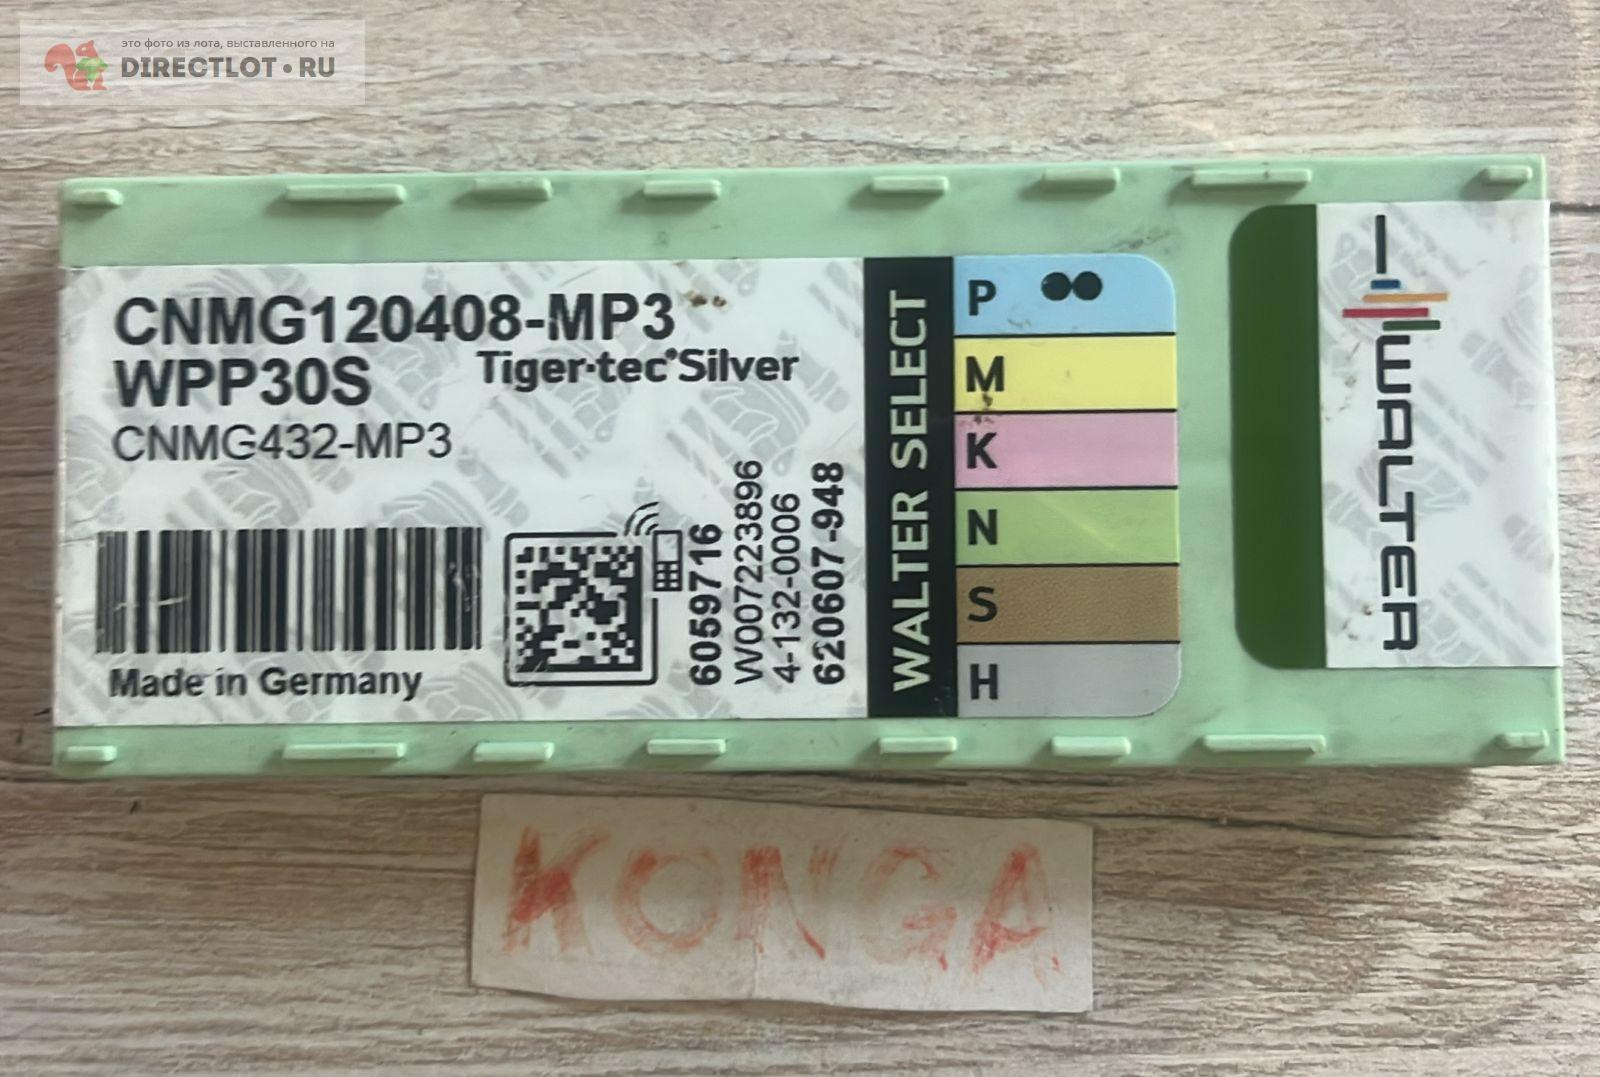 это фото из лота, выставленного на
DIRECTLOT•RU
CNMG120408-MP3
WPP30S
Tiger·tec®Silver
CNMG432-MP3
Made in Germany
6059716
W007223896
4-132-0006
620607-948
WALTER SELECT
P
M
K
N
S
H
WALTER
KONGA